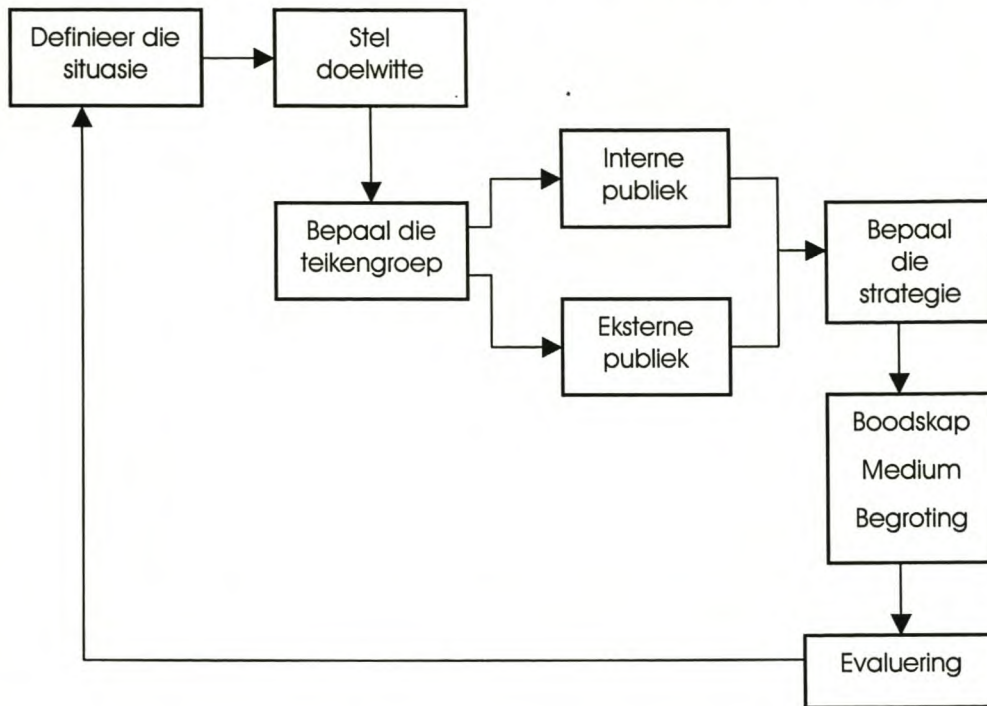 Definieer die
situasie
Stel
doelwitte
Bepaal die
teikengroep
Interne
publiek
Eksterne
publiek
Bepaal
die
strategie
Boodskap
Medium
Begroting
Evaluering